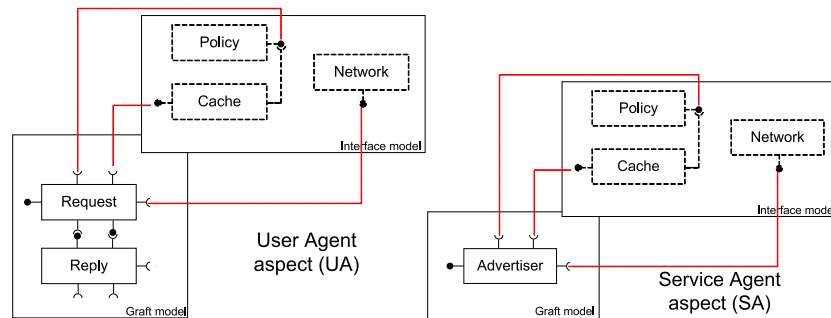 Policy
Network
Cache
Interface model
Request
Reply
User Agent
aspect (UA)
Graft model
Policy
Network
Cache
Interface mode
Advertiser
Service Agent
aspect (SA)
Graft model